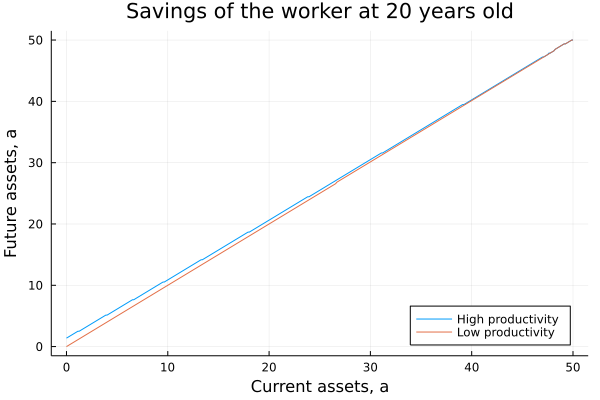 Savings of the worker at 20 years old
Future assets, a
50
40
30
20
10
0
High productivity
Low productivity
0 10 20 30 40 50
Current assets, a